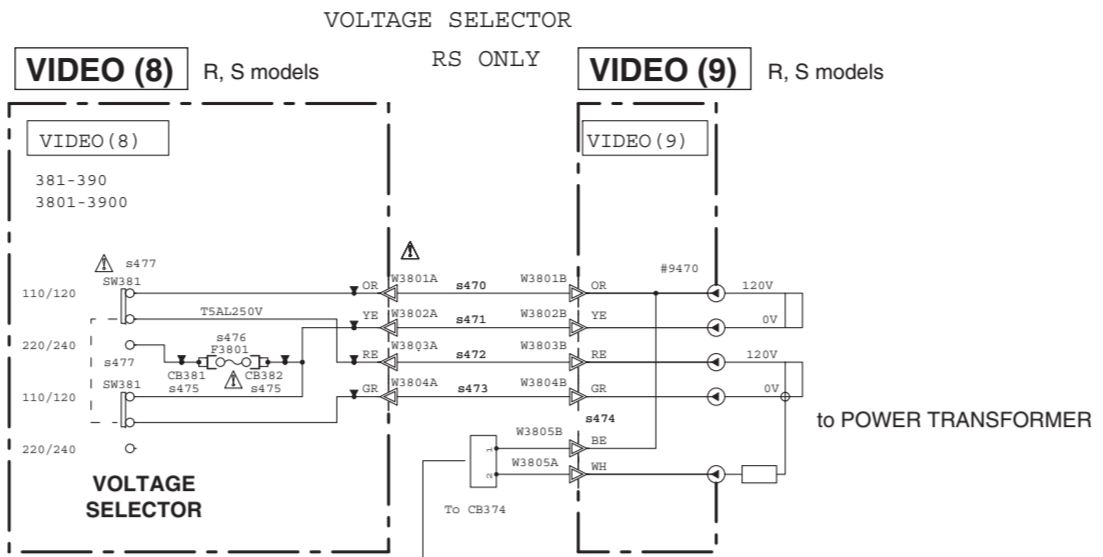 VOLTAGE SELECTOR
RS ONLY
VIDEO (8) R, S models
VIDEO (9) R, S models
VIDEO(8)
VIDEO(9)
381-390
3801-3900
s477
SW381
110/120
T5AL250V
220/240
s476
F3801
s477
CB381
CB382
s475
s475
SW381
110/120
220/240
VOLTAGE
SELECTOR
OR W3801A s470 W3801B OR #9470 120V
YE W3802A s471 W3802B YE 0V
RE W3803A s472 W3803B RE 120V
GR W3804A s473 W3804B GR 0V
s474
to POWER TRANSFORMER
W3805B BE
1
W3805A WH
2
To CB374